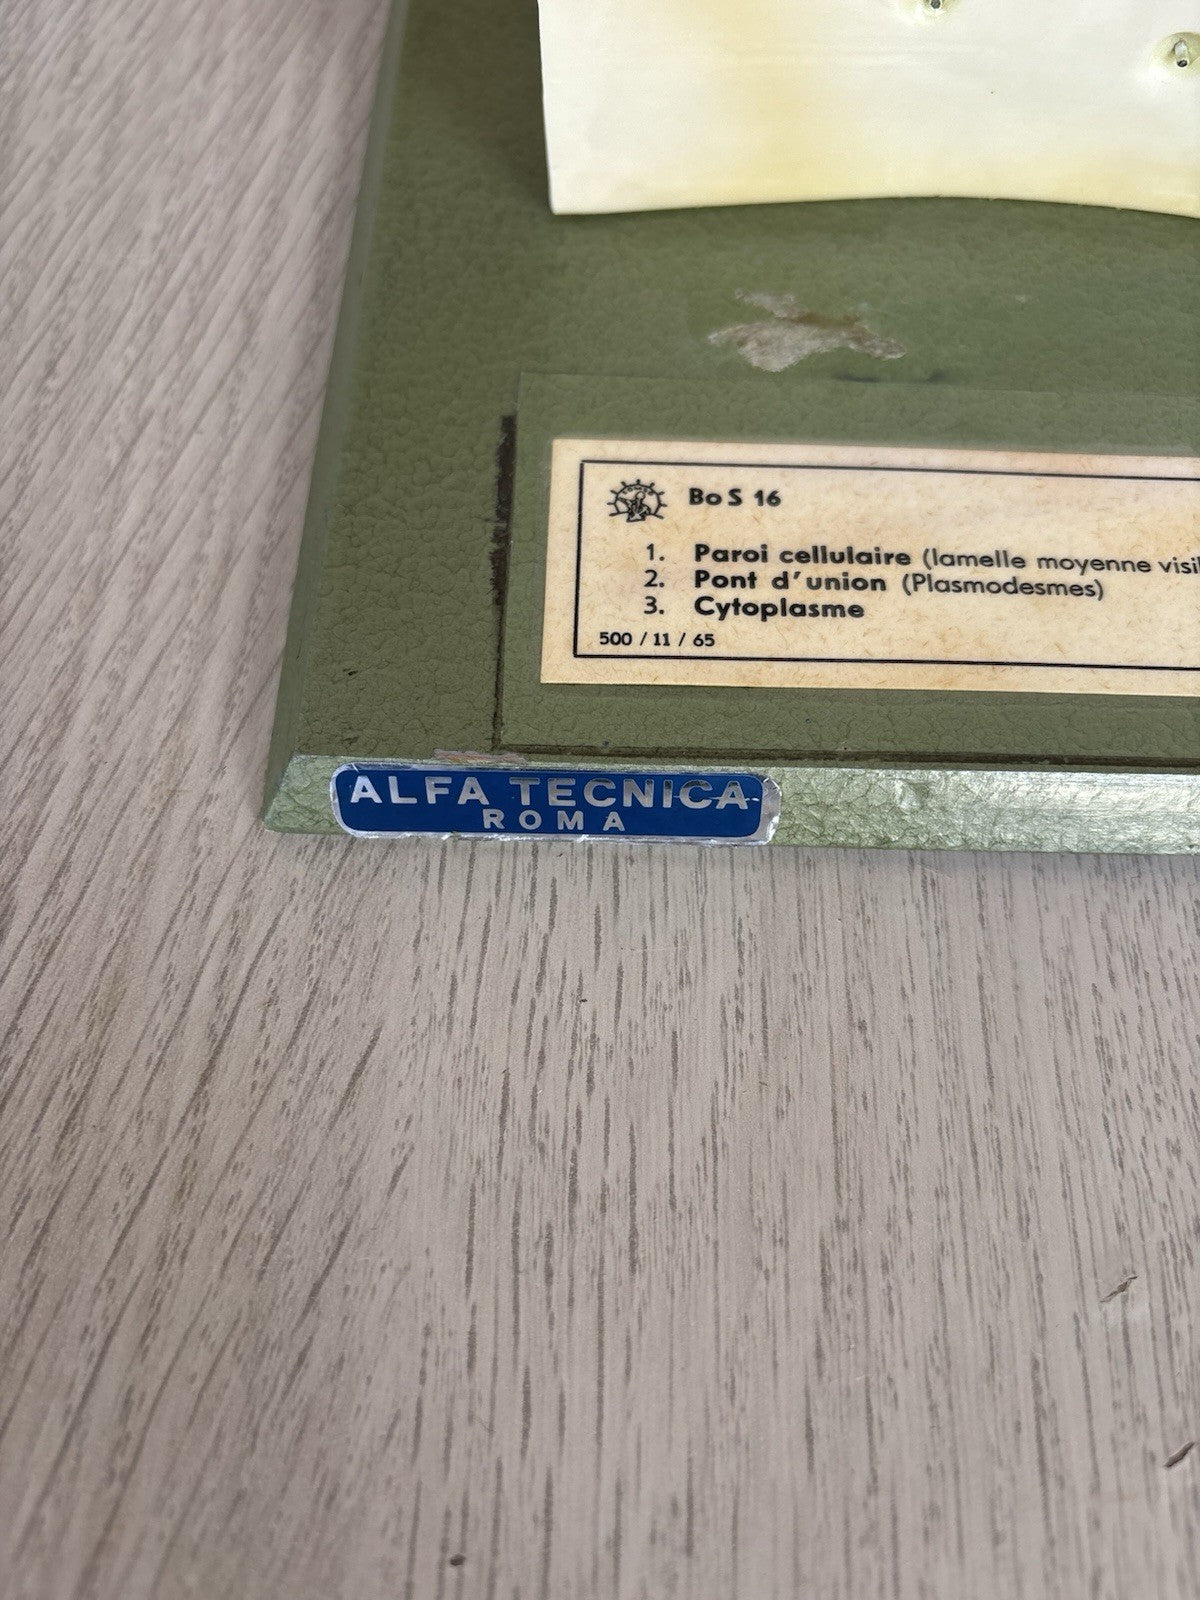 Bo S 16
1. Paroi cellulaire (lamelle moyenne
2. Pont d'union (Plasmodesmes)
3. Cytoplasme
500 / 11 / 65
ALFA TECNICA
ROMA